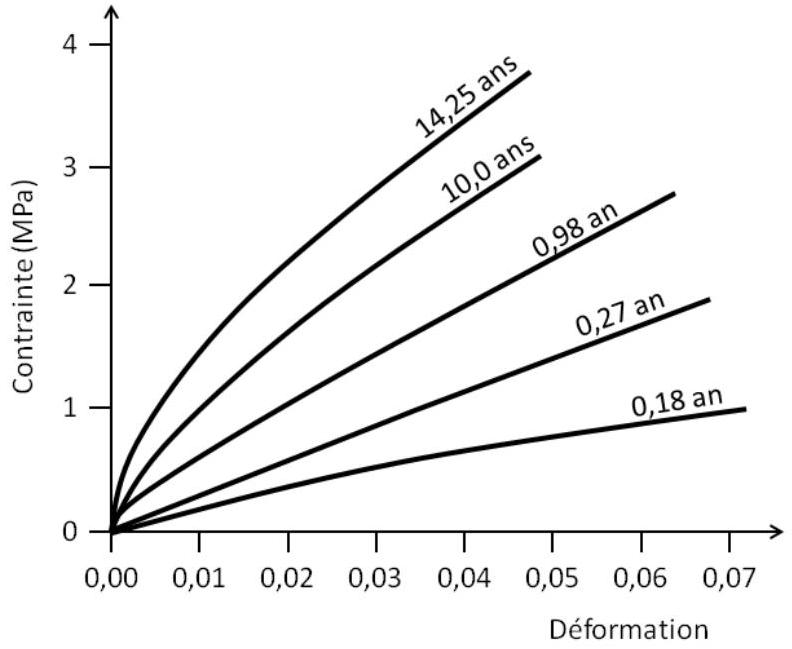 4
3
2
1
0
Contrainte (MPa)
14,25 ans
10,0 ans
0,98 an
0,27 an
0,18 an
0,00 0,01 0,02 0,03 0,04 0,05 0,06 0,07
Déformation